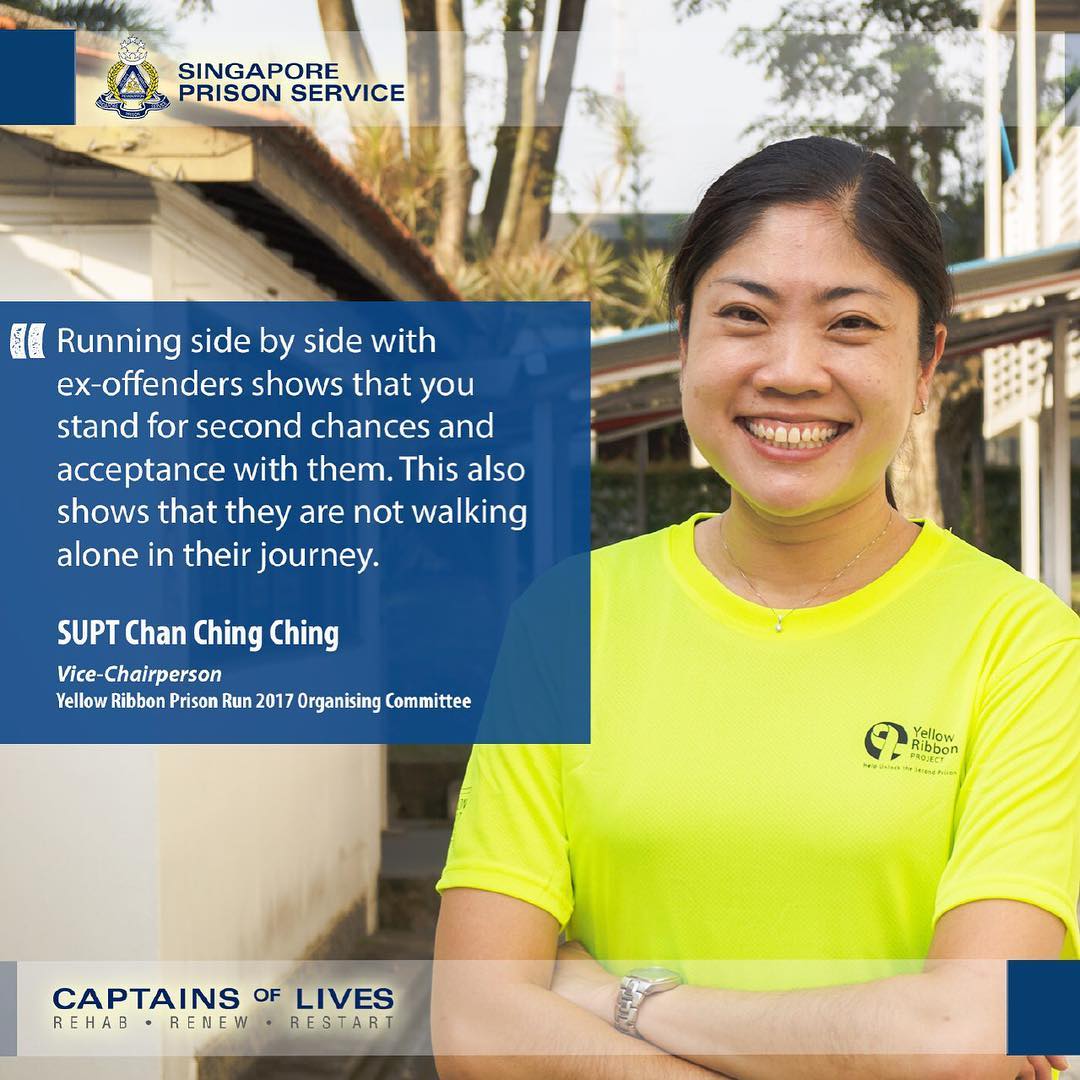 SINGAPORE
PRISON SERVICE
Running side by side with
ex-offenders shows that you
stand for second chances and
acceptance with them. This also
shows that they are not walking
alone in their journey.
SUPT Chan Ching Ching
Vice-Chairperson
Yellow Ribbon Prison Run 2017 Organising Committee
Yellow
Ribbon
PROJECT
Help Unlock the Second Prison
CAPTAINS OF LIVES
REHAB • RENEW • RESTART